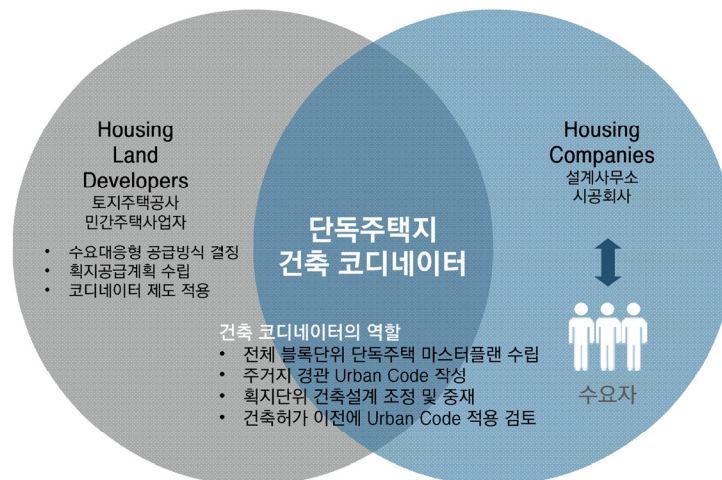 Housing
Land
Developers
토지주택공사
민간주택사업자
• 수요대응형 공급방식 결정
• 획지공급계획 수립
• 코디네이터 제도 적용
단독주택지
건축 코디네이터
건축 코디네이터의 역할
• 전체 블록단위 단독주택 마스터플랜 수립
• 주거지 경관 Urban Code 작성
• 획지단위 건축설계 조정 및 중재
• 건축허가 이전에 Urban Code 적용 검토
Housing
Companies
설계사무소
시공회사
수요자